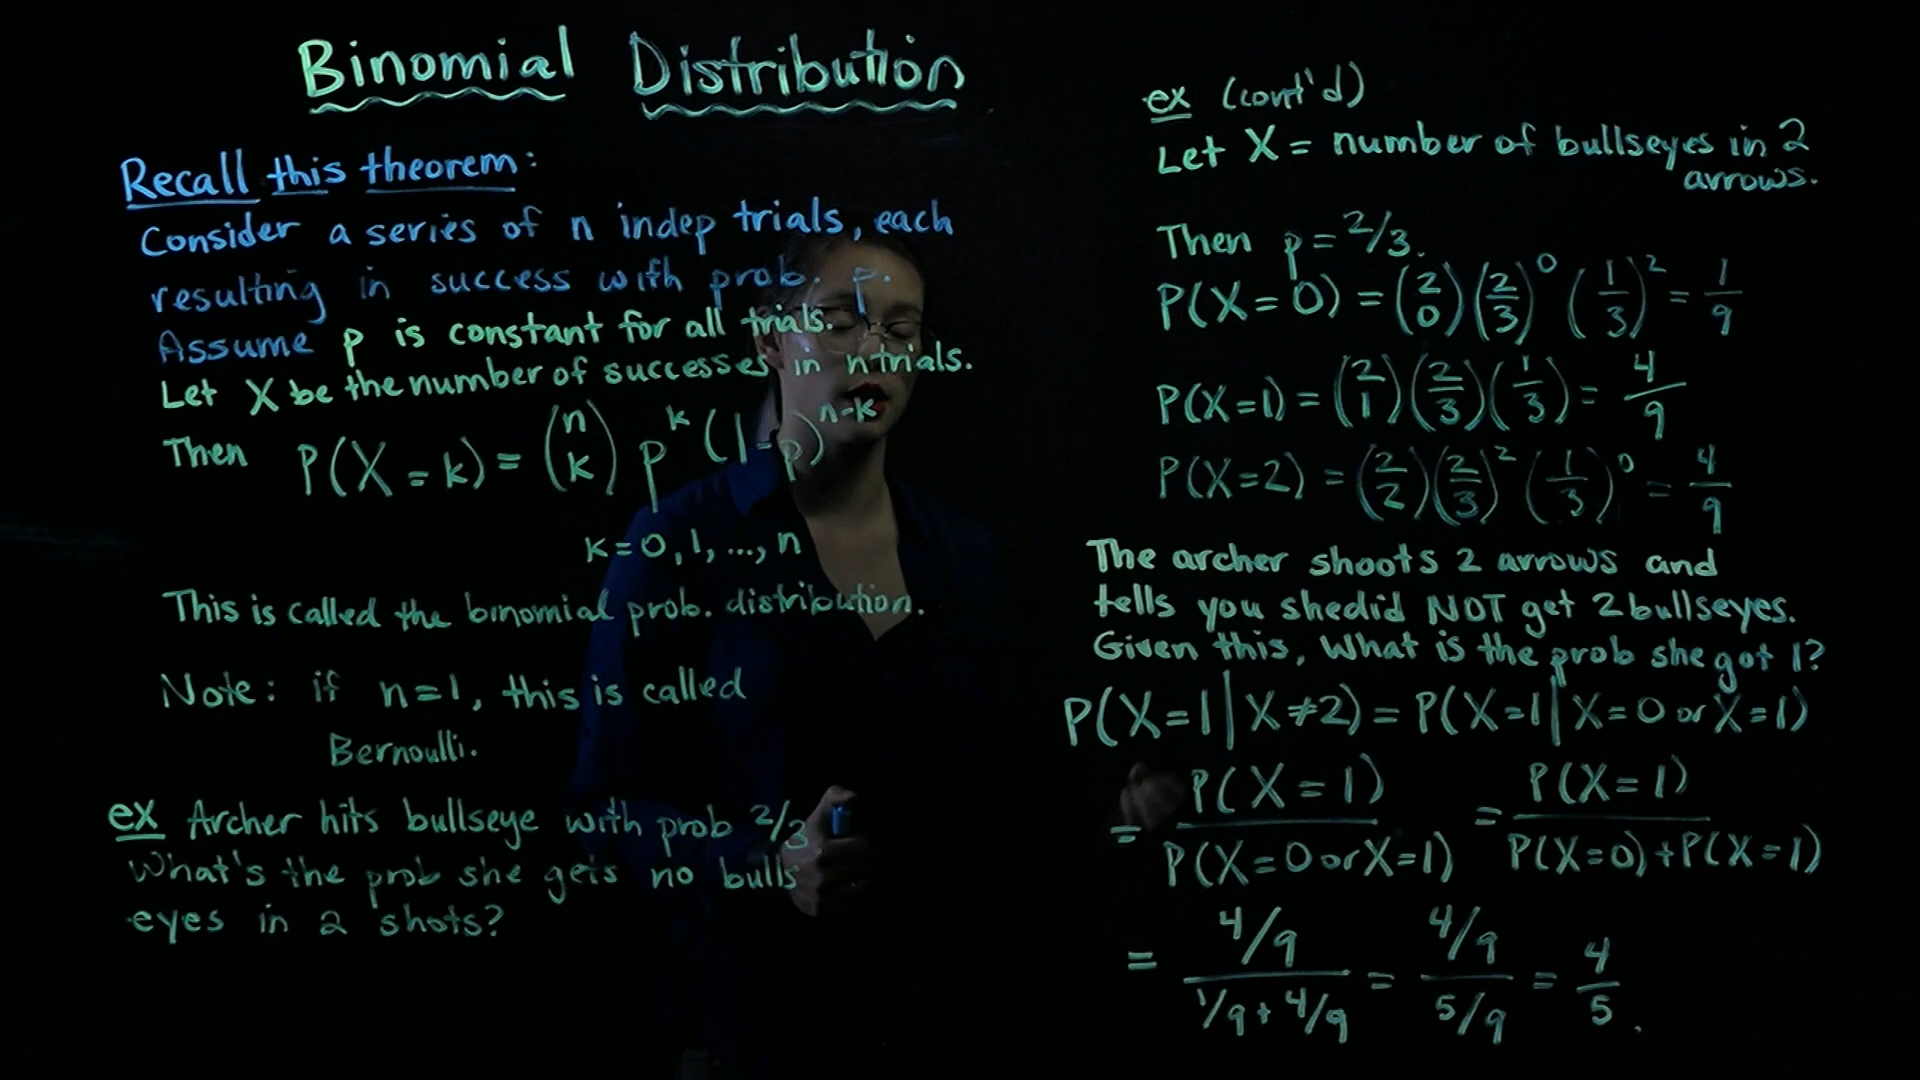 Binomial Distribution
Recall this theorem:
Consider a series of n indep trials, each
resulting in success with prob. p.
Assume p is constant for all trials.
Let X be the number of successes in n trials.
Then P(X = k) = (n k) p^k (1-p)^{n-k}
k = 0, 1, ..., n
This is called the binomial prob. distribution.
Note: if n=1, this is called
Bernoulli.
ex Archer hits bullseye with prob 2/3
What's the prob she gets no bulls
eyes in 2 shots?
ex (cont'd)
Let X = number of bullseyes in 2
arrows.
Then p = 2/3.
P(X = 0) = (2 0)(2/3)^0 (1/3)^2 = 1/9
P(X=1) = (2 1)(2/3)(1/3) = 4/9
P(X=2) = (2 2)(2/3)^2 (1/3)^0 = 4/9
The archer shoots 2 arrows and
tells you she did NOT get 2 bullseyes.
Given this, What is the prob she got 1?
P(X=1 | X≠2) = P(X=1 | X=0 or X=1)
= P(X = 1) / P(X=0 or X=1) = P(X=1) / P(X=0)+P(X=1)
= 4/9 / 1/9 + 4/9 = 4/9 / 5/9 = 4/5.